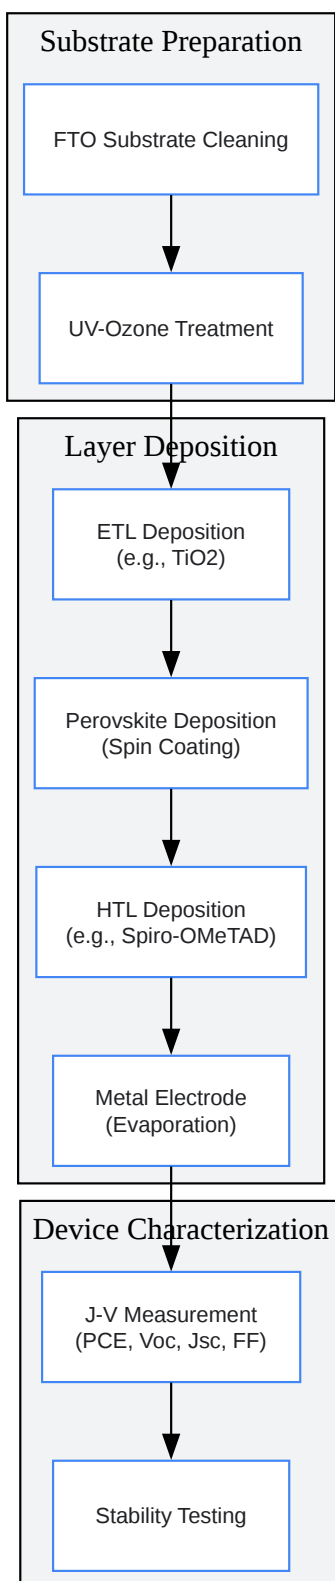 Substrate Preparation
FTO Substrate Cleaning
UV-Ozone Treatment
Layer Deposition
ETL Deposition
(e.g., TiO2)
Perovskite Deposition
(Spin Coating)
HTL Deposition
(e.g., Spiro-OMeTAD)
Metal Electrode
(Evaporation)
Device Characterization
J-V Measurement
(PCE, Voc, Jsc, FF)
Stability Testing